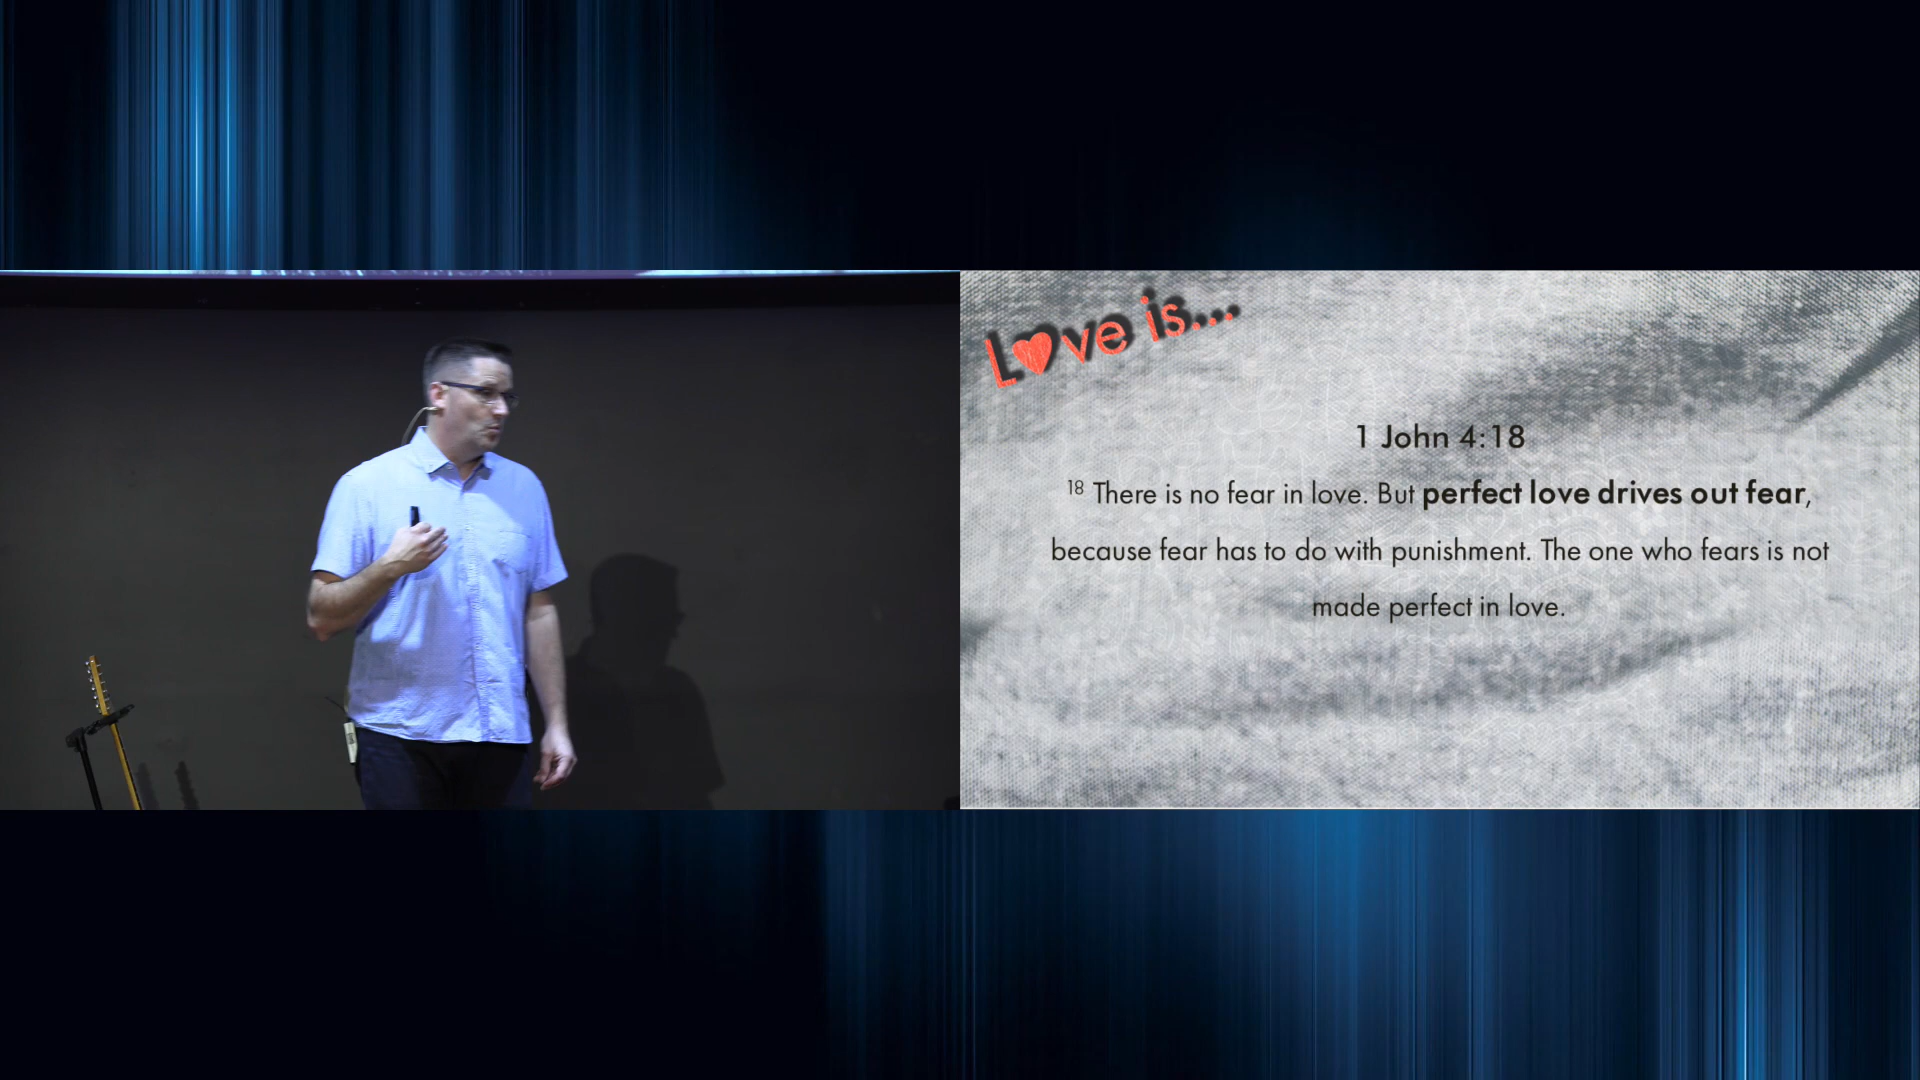 Love is...
1 John 4:18
18 There is no fear in love. But perfect love drives out fear,
because fear has to do with punishment. The one who fears is not
made perfect in love.